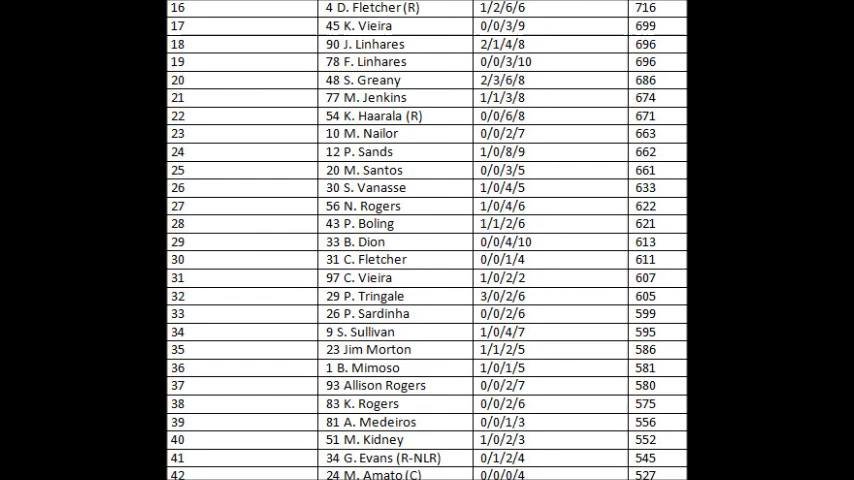 16 4 D. Fletcher (R) 1/2/6/6 716
17 45 K. Vieira 0/0/3/9 699
18 90 J. Linhares 2/1/4/8 696
19 78 F. Linhares 0/0/3/10 696
20 48 S. Greany 2/3/6/8 686
21 77 M. Jenkins 1/1/3/8 674
22 54 K. Haarala (R) 0/0/6/8 671
23 10 M. Nailor 0/0/2/7 663
24 12 P. Sands 1/0/8/9 662
25 20 M. Santos 0/0/3/5 661
26 30 S. Vanasse 1/0/4/5 633
27 56 N. Rogers 1/0/4/6 622
28 43 P. Boling 1/1/2/6 621
29 33 B. Dion 0/0/4/10 613
30 31 C. Fletcher 0/0/1/4 611
31 97 C. Vieira 1/0/2/2 607
32 29 P. Tringale 3/0/2/6 605
33 26 P. Sardinha 0/0/2/6 599
34 9 S. Sullivan 1/0/4/7 595
35 23 Jim Morton 1/1/2/5 586
36 1 B. Mimoso 1/0/1/5 581
37 93 Allison Rogers 0/0/2/7 580
38 83 K. Rogers 0/0/2/6 575
39 81 A. Medeiros 0/0/1/3 556
40 51 M. Kidney 1/0/2/3 552
41 34 G. Evans (R-NLR) 0/1/2/4 545
42 24 M. Amato (C) 0/0/0/4 527